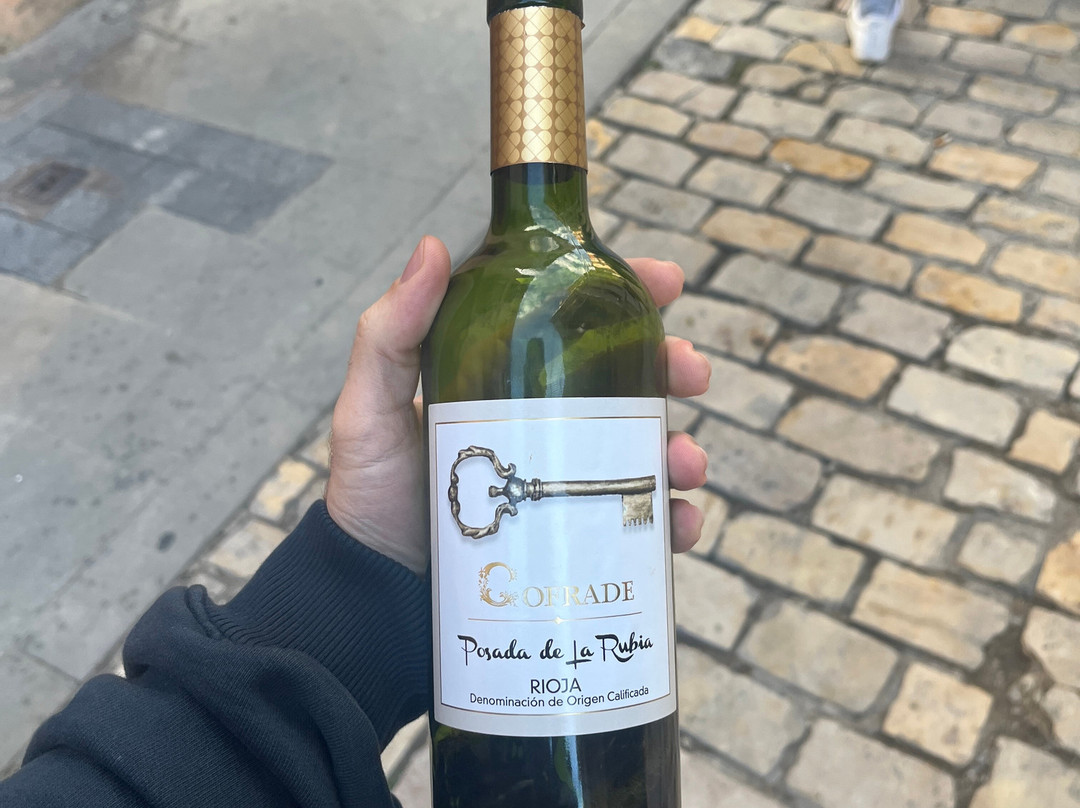 COFRADE
Posada de La Rubia
RIOJA
Denominación de Origen Calificada